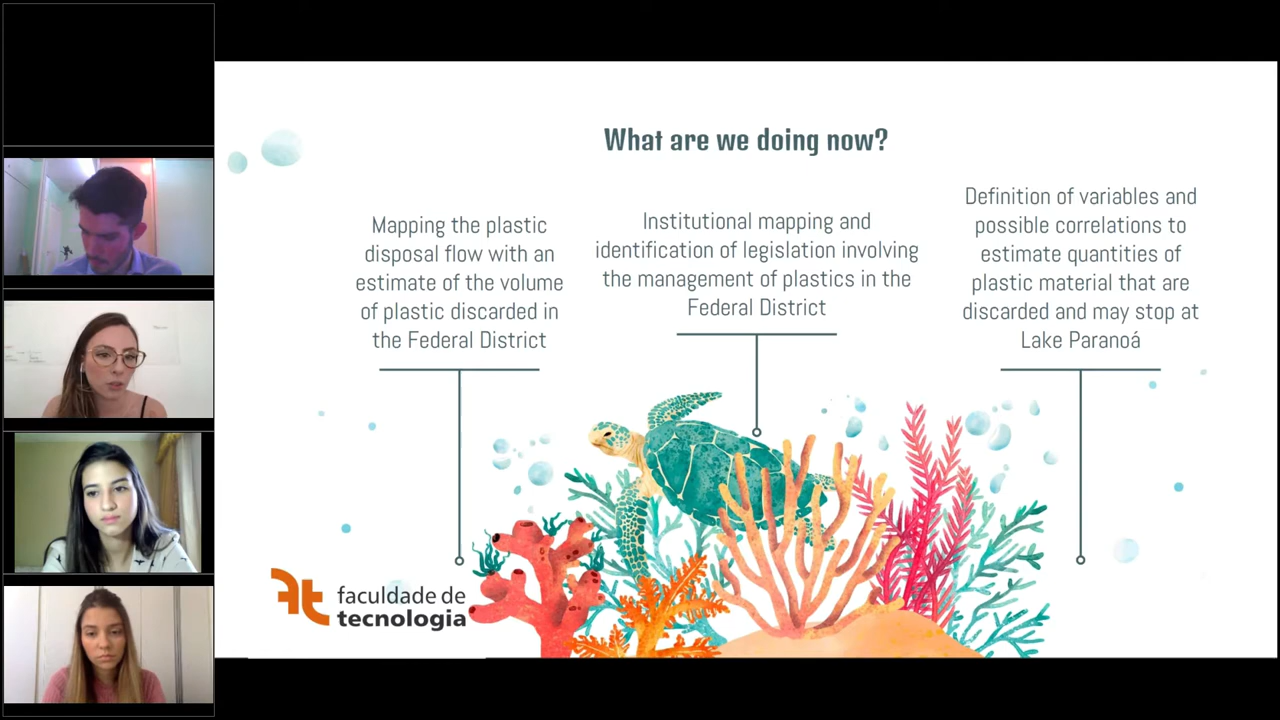 What are we doing now?
Mapping the plastic
disposal flow with an
estimate of the volume
of plastic discarded in
the Federal District
Institutional mapping and
identification of legislation involving
the management of plastics in the
Federal District
Definition of variables and
possible correlations to
estimate quantities of
plastic material that are
discarded and may stop at
Lake Paranoá
ft
faculdade de
tecnologia